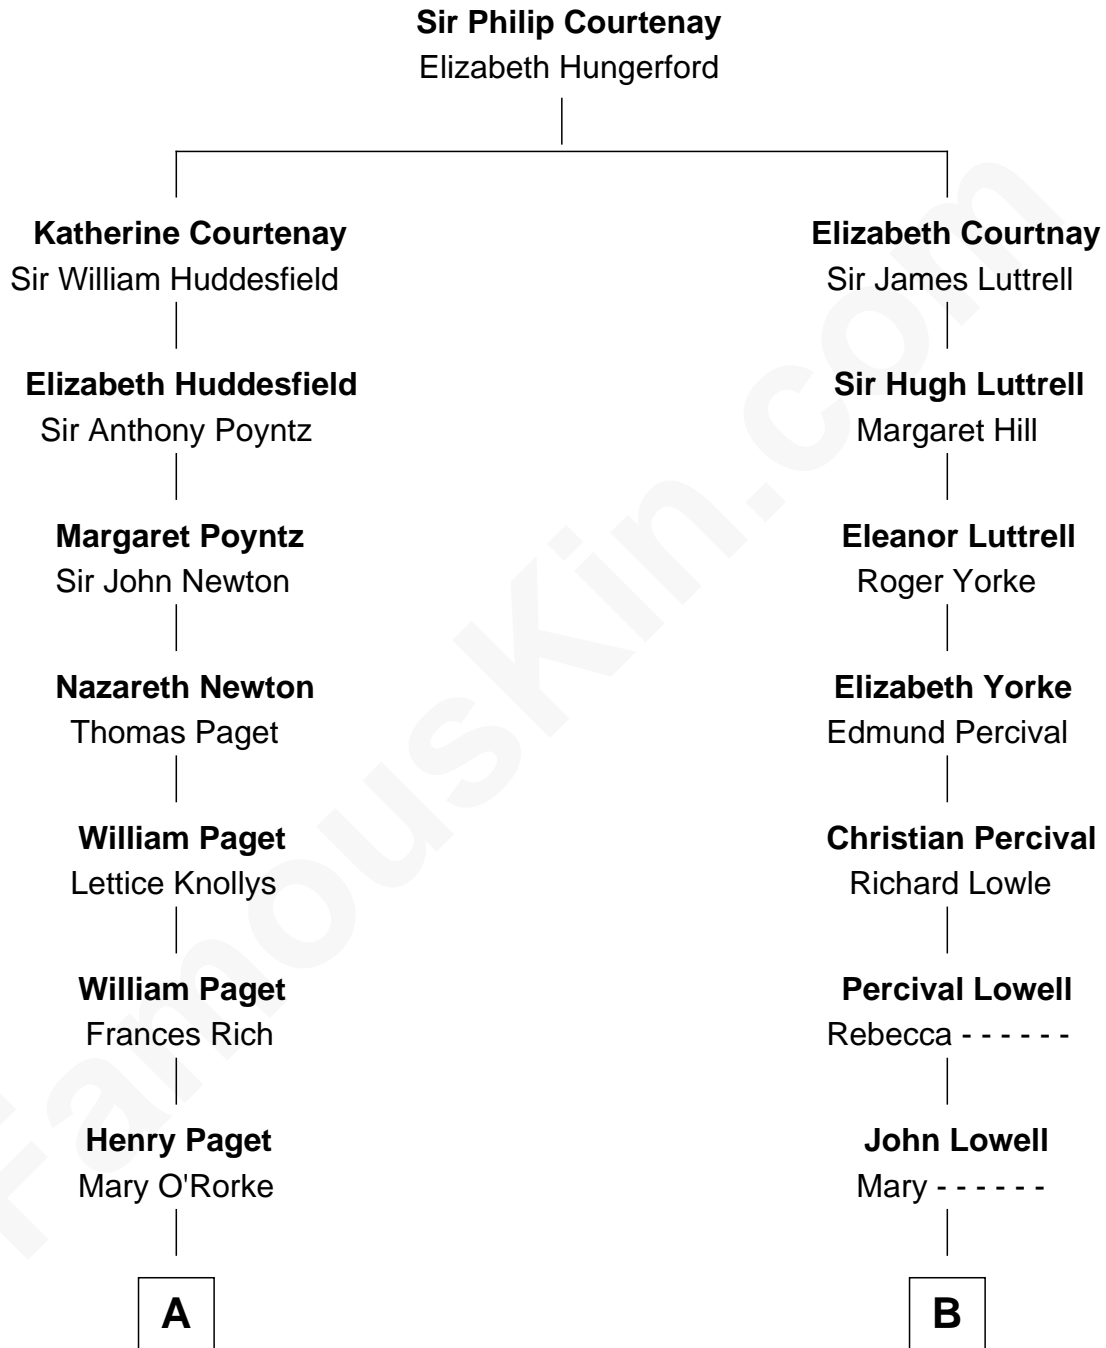 Sir Philip Courtenay
Elizabeth Hungerford
Katherine Courtenay
Sir William Huddesfield
Elizabeth Courtnay
Sir James Luttrell
Elizabeth Huddesfield
Sir Anthony Poyntz
Sir Hugh Luttrell
Margaret Hill
Margaret Poyntz
Sir John Newton
Eleanor Luttrell
Roger Yorke
Nazareth Newton
Thomas Paget
Elizabeth Yorke
Edmund Percival
William Paget
Lettice Knollys
Christian Percival
Richard Lowle
William Paget
Frances Rich
Percival Lowell
Rebecca - - - - - -
Henry Paget
Mary O'Rorke
John Lowell
Mary - - - - - -
A
B
FamousKin.com